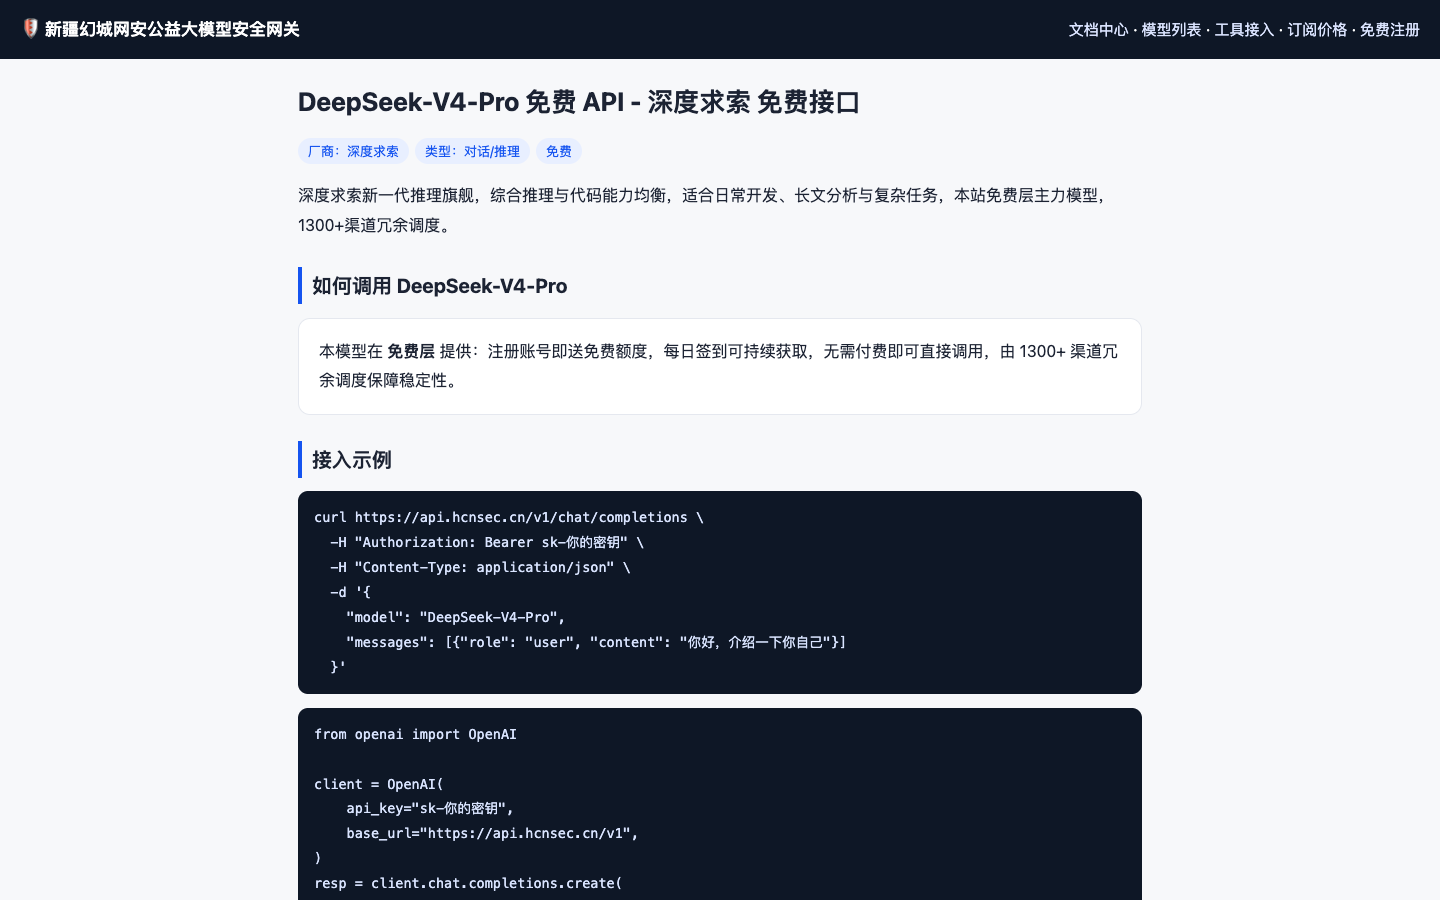 新疆幻城网安公益大模型安全网关
文档中心 · 模型列表 · 工具接入 · 订阅价格 · 免费注册
DeepSeek-V4-Pro 免费 API - 深度求索 免费接口
厂商：深度求索 类型：对话/推理 免费
深度求索新一代推理旗舰，综合推理与代码能力均衡，适合日常开发、长文分析与复杂任务，本站免费层主力模型，
1300+渠道冗余调度。
如何调用 DeepSeek-V4-Pro
本模型在 免费层 提供：注册账号即送免费额度，每日签到可持续获取，无需付费即可直接调用，由 1300+ 渠道冗
余调度保障稳定性。
接入示例
curl https://api.hcnsec.cn/v1/chat/completions \
  -H "Authorization: Bearer sk-你的密钥" \
  -H "Content-Type: application/json" \
  -d '{
    "model": "DeepSeek-V4-Pro",
    "messages": [{"role": "user", "content": "你好，介绍一下你自己"}]
  }'
from openai import OpenAI
client = OpenAI(
    api_key="sk-你的密钥",
    base_url="https://api.hcnsec.cn/v1",
)
resp = client.chat.completions.create(